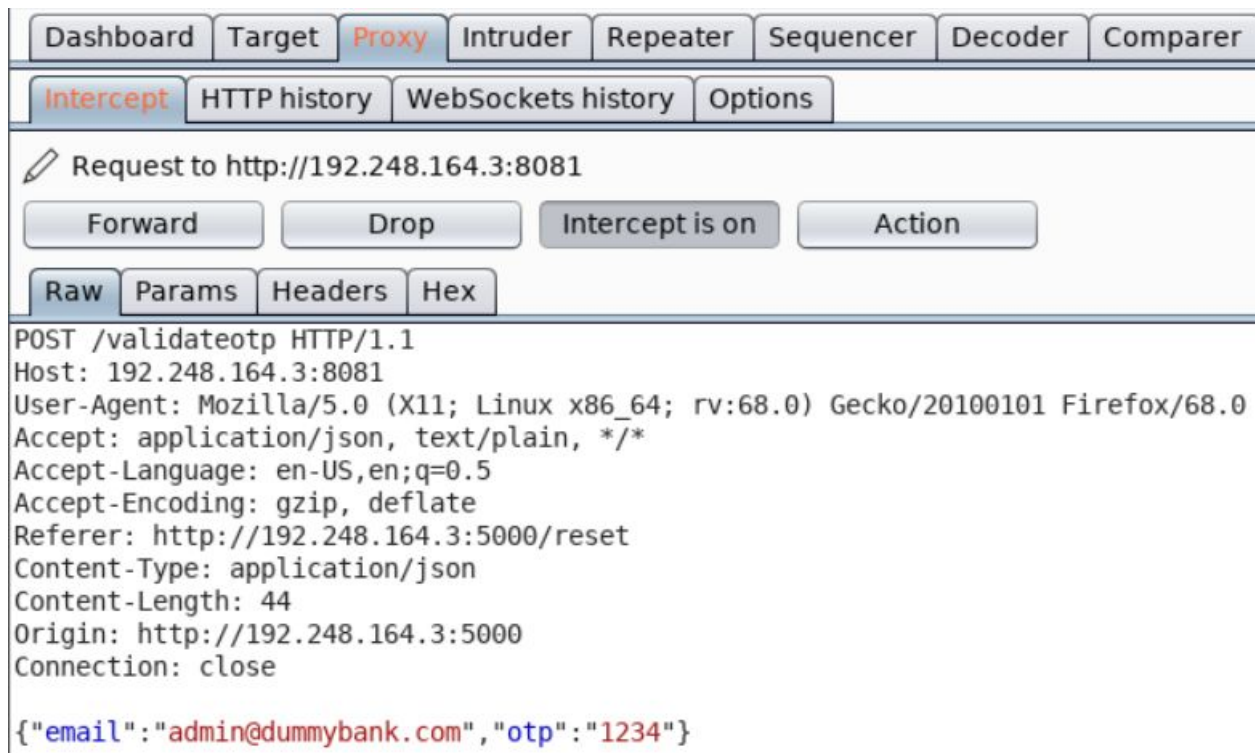 Dashboard Target Proxy Intruder Repeater Sequencer Decoder Comparer
Intercept HTTP history WebSockets history Options
Request to http://192.248.164.3:8081
Forward Drop Intercept is on Action
Raw Params Headers Hex
POST /validateotp HTTP/1.1
Host: 192.248.164.3:8081
User-Agent: Mozilla/5.0 (X11; Linux x86_64; rv:68.0) Gecko/20100101 Firefox/68.0
Accept: application/json, text/plain, */*
Accept-Language: en-US,en;q=0.5
Accept-Encoding: gzip, deflate
Referer: http://192.248.164.3:5000/reset
Content-Type: application/json
Content-Length: 44
Origin: http://192.248.164.3:5000
Connection: close
{"email":"admin@dummybank.com","otp":"1234"}